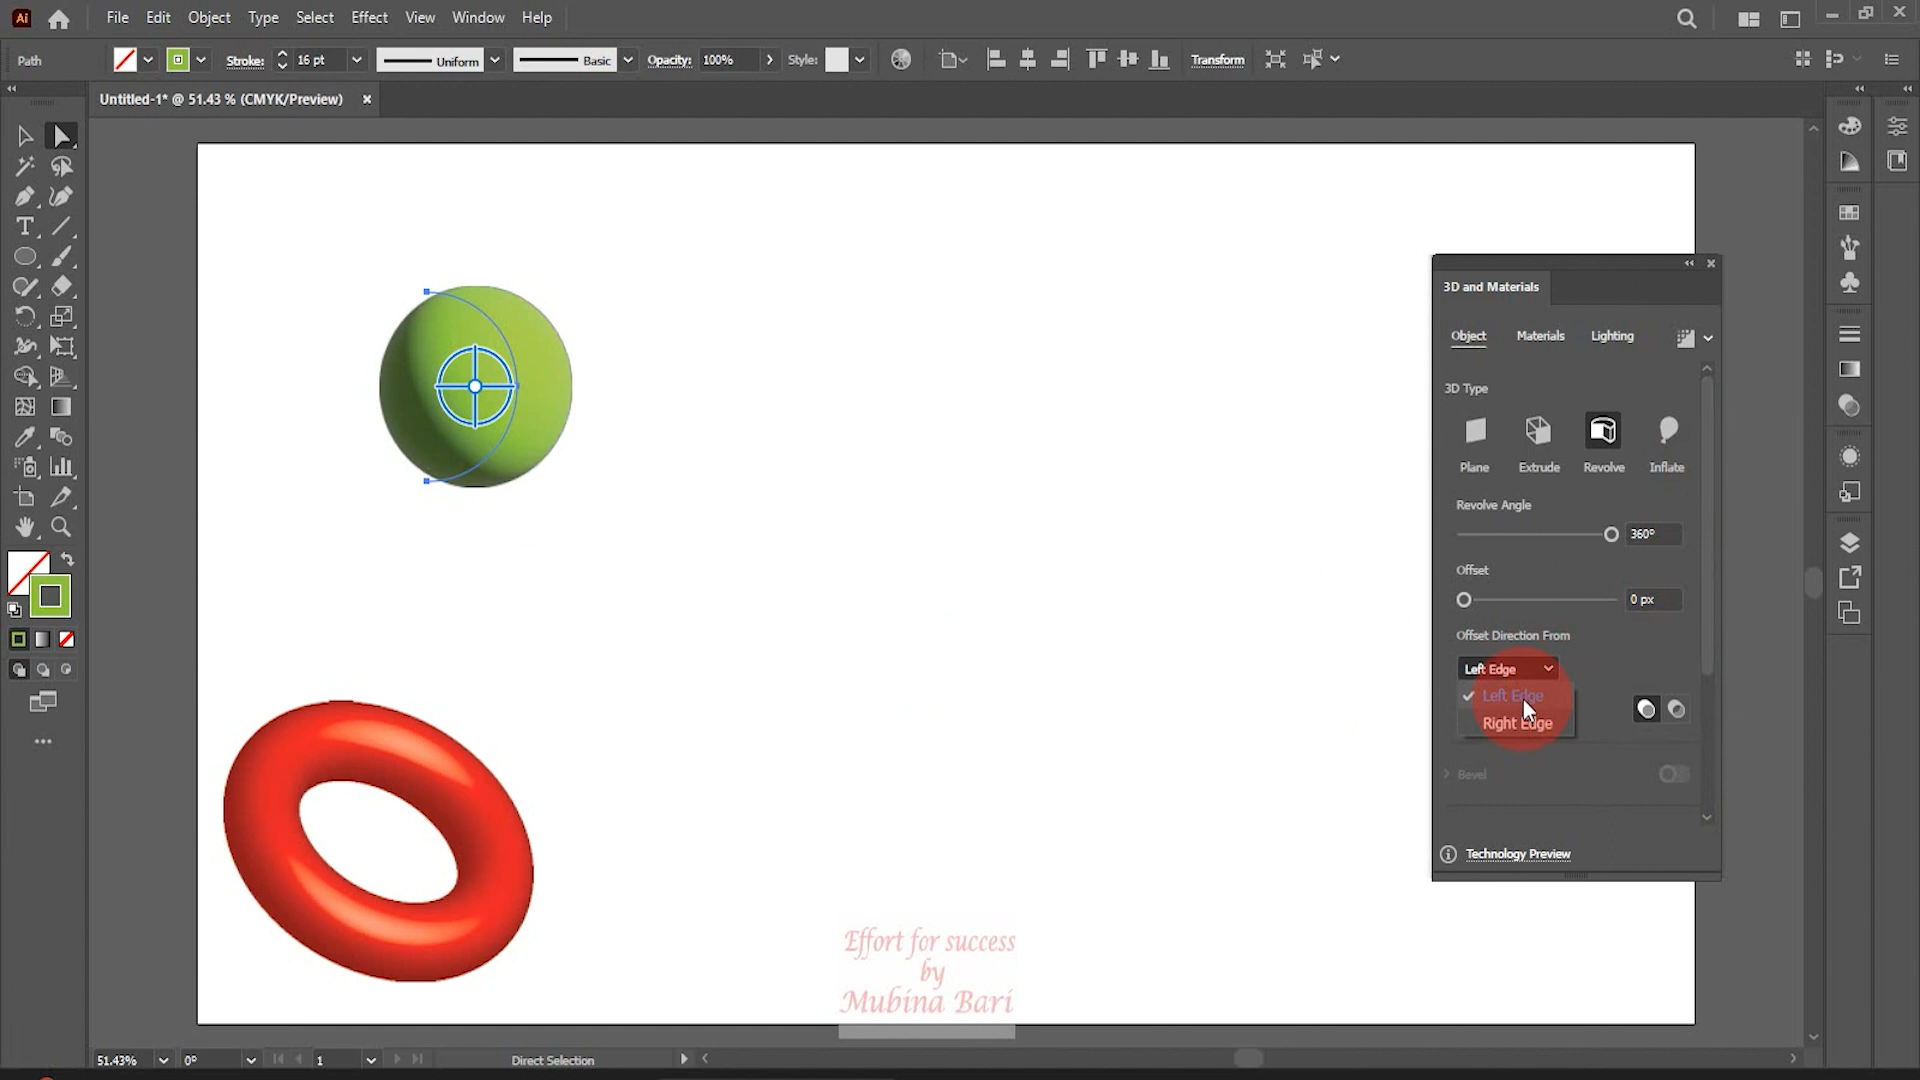 Ai File Edit Object Type Select Effect View Window Help
Path Stroke: 16 pt Uniform Basic Opacity: 100% Style: Transform
Untitled-1* @ 51.43 % (CMYK/Preview)
3D and Materials
Object Materials Lighting
3D Type
Plane Extrude Revolve Inflate
Revolve Angle
360°
Offset
0 px
Offset Direction From
Left Edge
Left Edge
Right Edge
Bevel
Technology Preview
Effort for success
by
Mubina Bari
51.43% 0° 1 Direct Selection